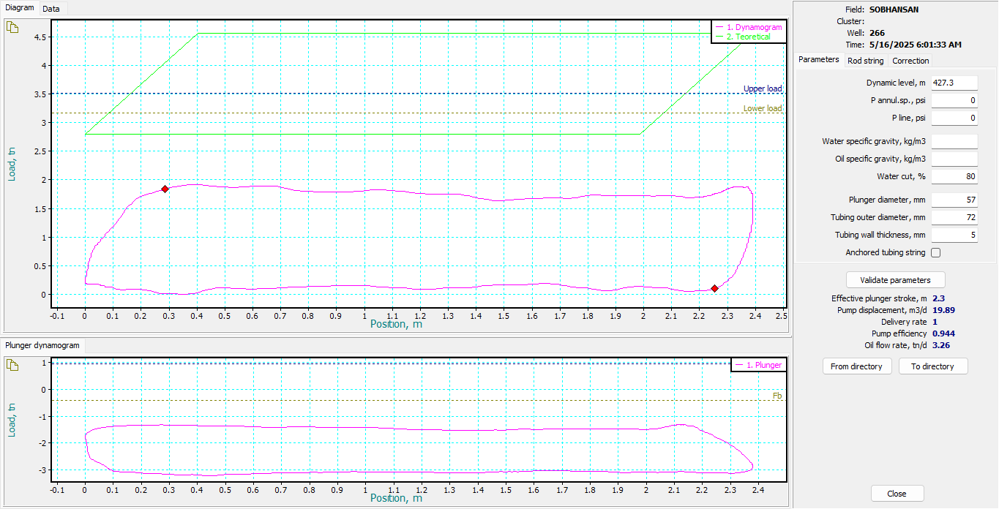 Diagram Data
4.5
4
3.5
3
2.5
2
1.5
1
0.5
0
Load, tn
1. Dynamogram
2. Teoretical
Upper load
Lower load
-0.1 0 0.1 0.2 0.3 0.4 0.5 0.6 0.7 0.8 0.9 1 1.1 1.2 1.3 1.4 1.5 1.6 1.7 1.8 1.9 2 2.1 2.2 2.3 2.4 2.5
Position, m
Plunger dynamogram
1
0
-1
-2
-3
Load, tn
1. Plunger
Fb
-0.1 0 0.1 0.2 0.3 0.4 0.5 0.6 0.7 0.8 0.9 1 1.1 1.2 1.3 1.4 1.5 1.6 1.7 1.8 1.9 2 2.1 2.2 2.3 2.4
Position, m
Field: SOBHANSAN
Cluster:
Well: 266
Time: 5/16/2025 6:01:33 AM
Parameters Rod string Correction
Dynamic level, m 427.3
P annul.sp., psi 0
P line, psi 0
Water specific gravity, kg/m3
Oil specific gravity, kg/m3
Water cut, % 80
Plunger diameter, mm 57
Tubing outer diameter, mm 72
Tubing wall thickness, mm 5
Anchored tubing string
Validate parameters
Effective plunger stroke, m 2.3
Pump displacement, m3/d 19.89
Delivery rate 1
Pump efficiency 0.944
Oil flow rate, tn/d 3.26
From directory To directory
Close